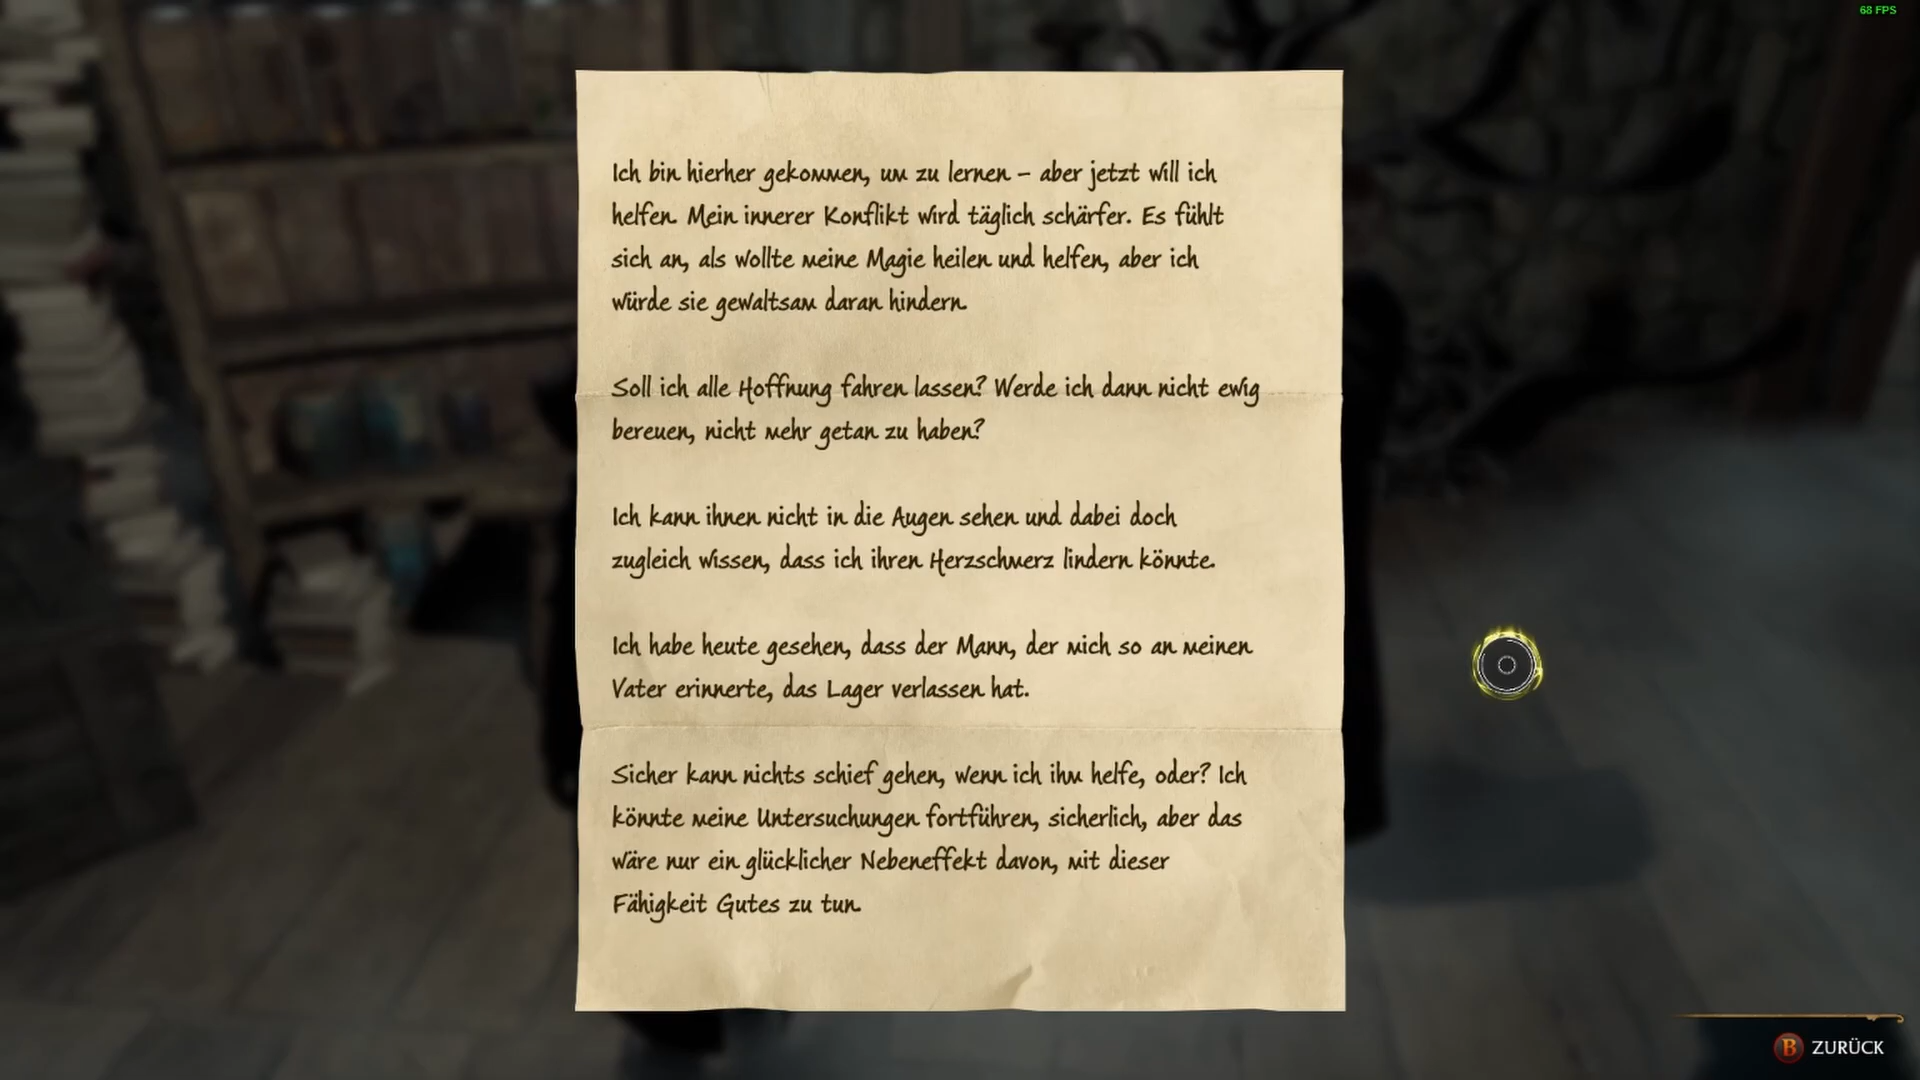 68 FPS
Ich bin hierher gekommen, um zu lernen – aber jetzt will ich
helfen. Mein innerer Konflikt wird täglich schärfer. Es fühlt
sich an, als wollte meine Magie heilen und helfen, aber ich
würde sie gewaltsam daran hindern.
Soll ich alle Hoffnung fahren lassen? Werde ich dann nicht ewig
bereuen, nicht mehr getan zu haben?
Ich kann ihnen nicht in die Augen sehen und dabei doch
zugleich wissen, dass ich ihren Herzschmerz lindern könnte.
Ich habe heute gesehen, dass der Mann, der mich so an meinen
Vater erinnerte, das Lager verlassen hat.
Sicher kann nichts schief gehen, wenn ich ihm helfe, oder? Ich
könnte meine Untersuchungen fortführen, sicherlich, aber das
wäre nur ein glücklicher Nebeneffekt davon, mit dieser
Fähigkeit Gutes zu tun.
B ZURÜCK